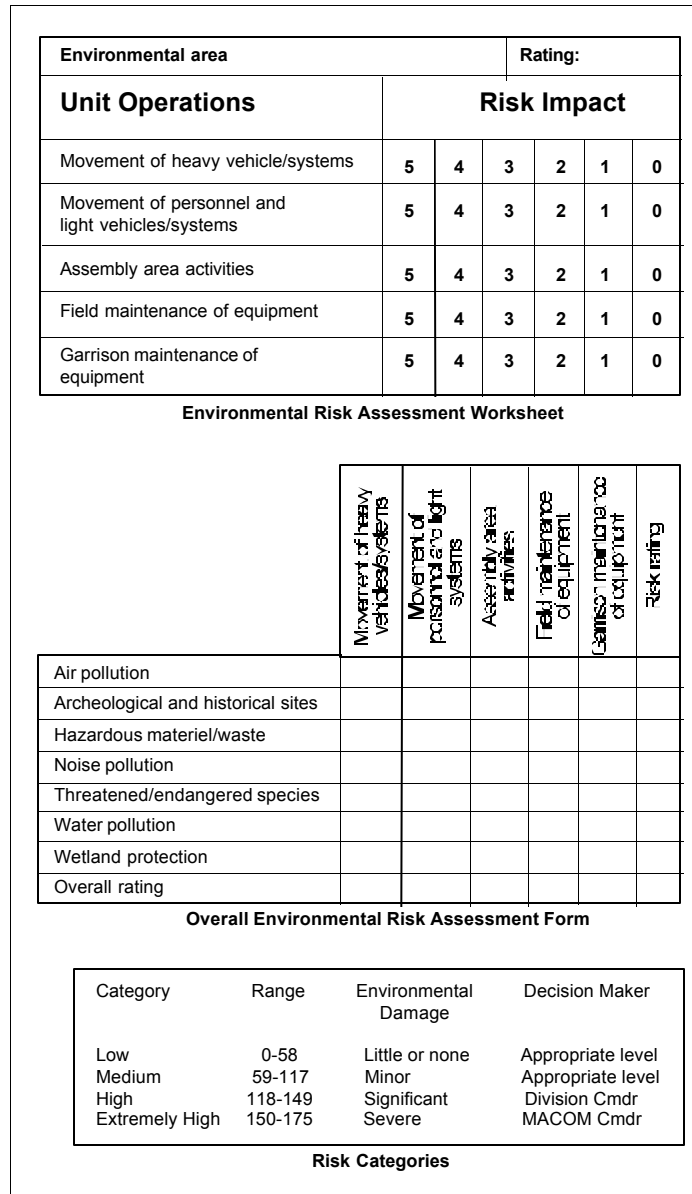 Environmental area Rating:
Unit Operations Risk Impact
Movement of heavy vehicle/systems 5 4 3 2 1 0
Movement of personnel and
light vehicles/systems 5 4 3 2 1 0
Assembly area activities 5 4 3 2 1 0
Field maintenance of equipment 5 4 3 2 1 0
Garrison maintenance of
equipment 5 4 3 2 1 0
Environmental Risk Assessment Worksheet
Movement of heavy
vehicles/systems
Movement of
personnel and light
systems
Assembly area
activities
Field maintenance
of equipment
Garrison maintenance
of equipment
Risk rating
Air pollution
Archeological and historical sites
Hazardous materiel/waste
Noise pollution
Threatened/endangered species
Water pollution
Wetland protection
Overall rating
Overall Environmental Risk Assessment Form
Category Range Environmental Decision Maker
Damage
Low 0-58 Little or none Appropriate level
Medium 59-117 Minor Appropriate level
High 118-149 Significant Division Cmdr
Extremely High 150-175 Severe MACOM Cmdr
Risk Categories